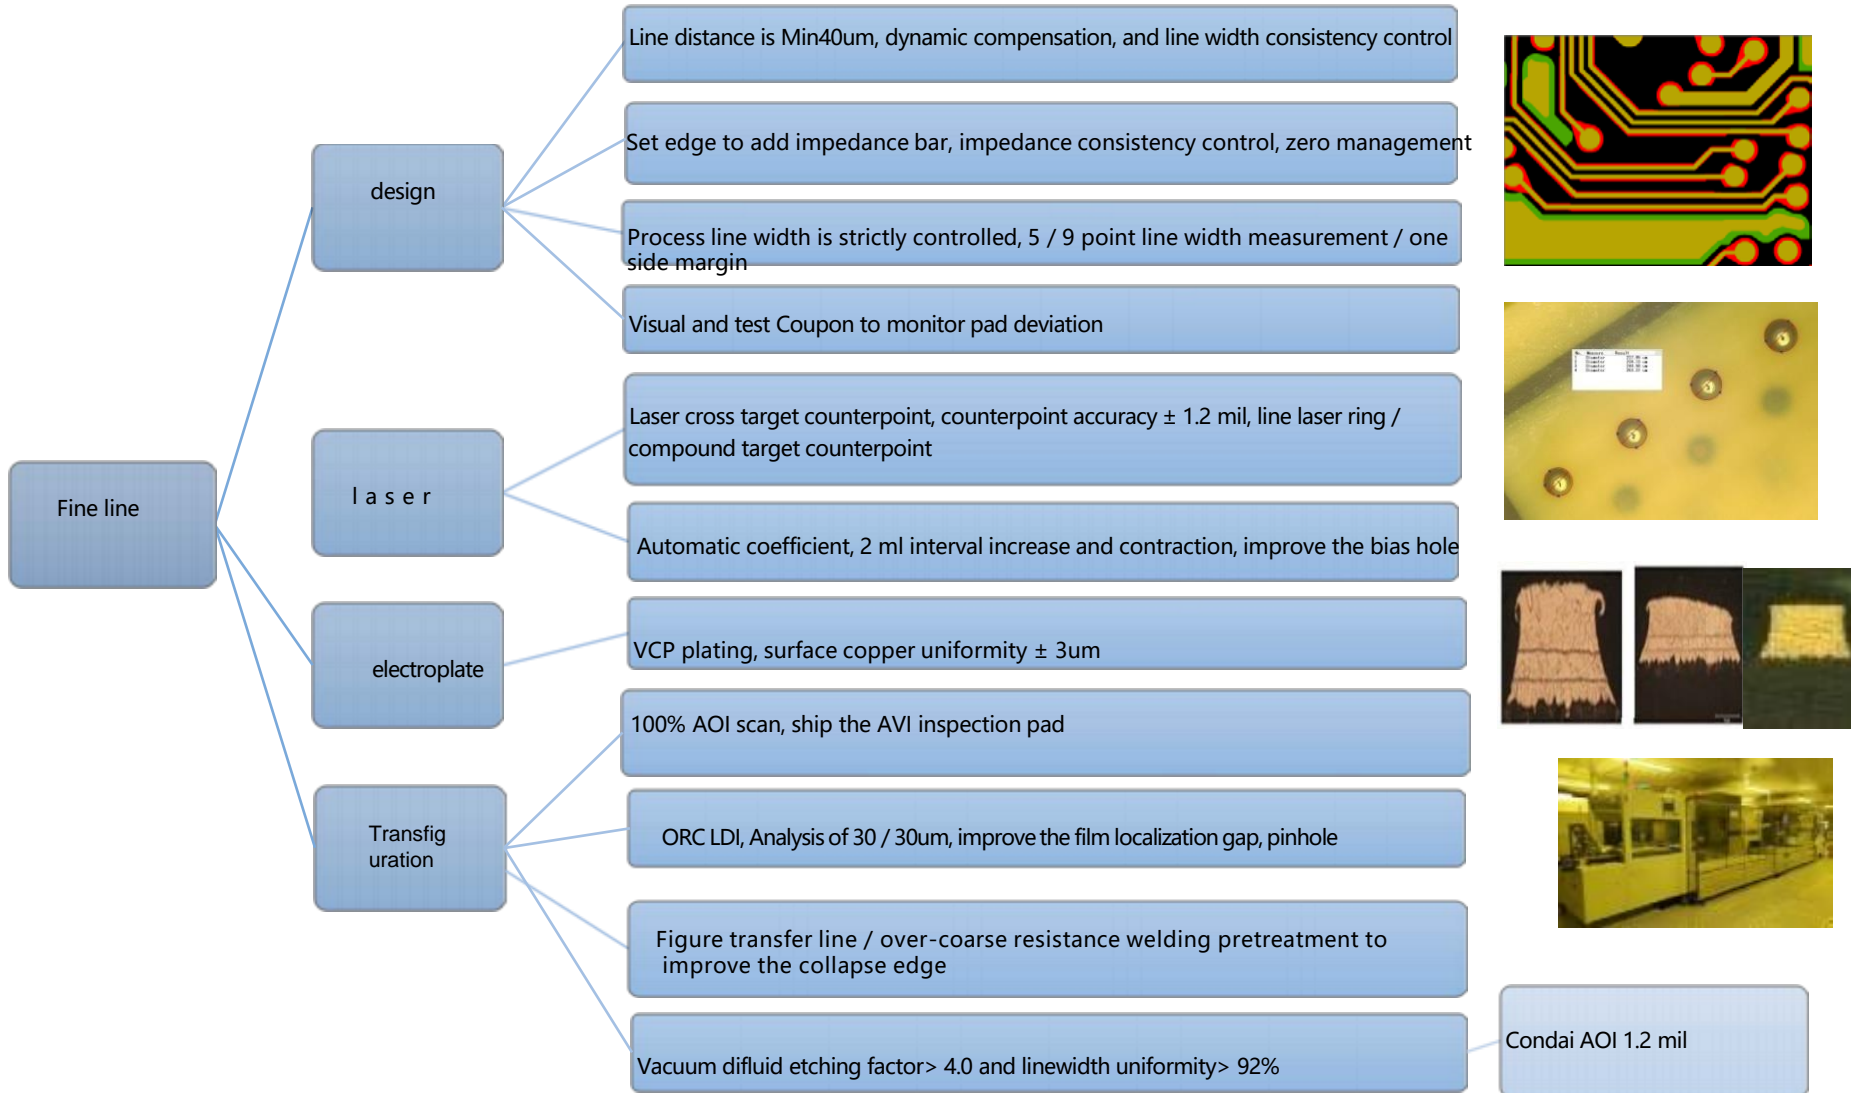 Fine line
design
Line distance is Min40um, dynamic compensation, and line width consistency control
Set edge to add impedance bar, impedance consistency control, zero management
Process line width is strictly controlled, 5 / 9 point line width measurement / one
side margin
Visual and test Coupon to monitor pad deviation
laser
Laser cross target counterpoint, counterpoint accuracy ± 1.2 mil, line laser ring /
compound target counterpoint
Automatic coefficient, 2 ml interval increase and contraction, improve the bias hole
electroplate
VCP plating, surface copper uniformity ± 3um
Transfig
uration
100% AOI scan, ship the AVI inspection pad
ORC LDI, Analysis of 30 / 30um, improve the film localization gap, pinhole
Figure transfer line / over-coarse resistance welding pretreatment to
improve the collapse edge
Vacuum difluid etching factor> 4.0 and linewidth uniformity> 92%
Condai AOI 1.2 mil